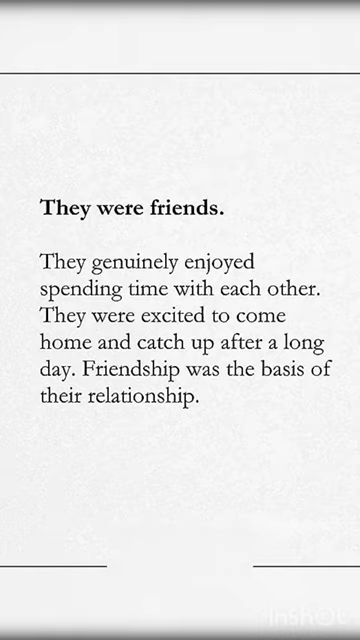 They were friends.
They genuinely enjoyed
spending time with each other.
They were excited to come
home and catch up after a long
day. Friendship was the basis of
their relationship.
InShOt